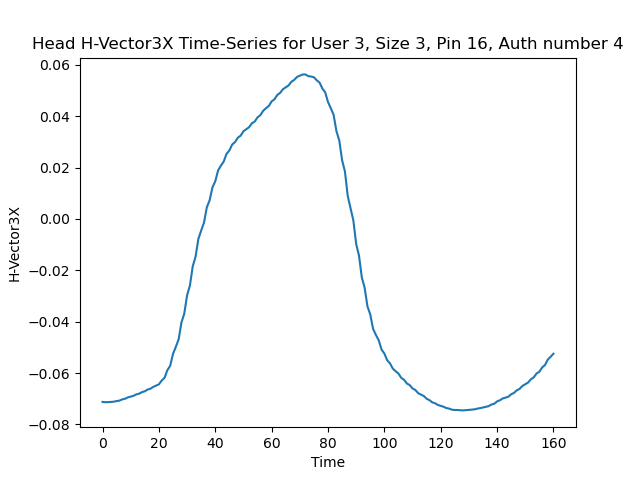 Head H-Vector3X Time-Series for User 3, Size 3, Pin 16, Auth number 4
0.06
0.04
0.02
0.00
−0.02
−0.04
−0.06
−0.08
H-Vector3X
0 20 40 60 80 100 120 140 160
Time